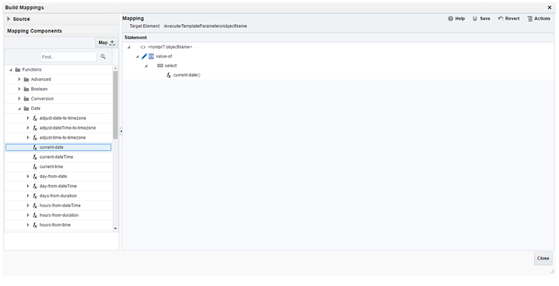 Build Mappings
Source
Mapping Components
Map
Find...
Functions
Advanced
Boolean
Conversion
Date
adjust-date-to-timezone
adjust-dateTime-to-timezone
adjust-time-to-timezone
current-date
current-dateTime
current-time
day-from-date
day-from-dateTime
days-from-duration
hours-from-dateTime
hours-from-duration
hours-from-time
Mapping
Help Save Revert Actions
Target Element /execute/TemplateParameters/objectName
Statement
<nsmpr7:objectName>
value-of
select
fx current-date()
Close